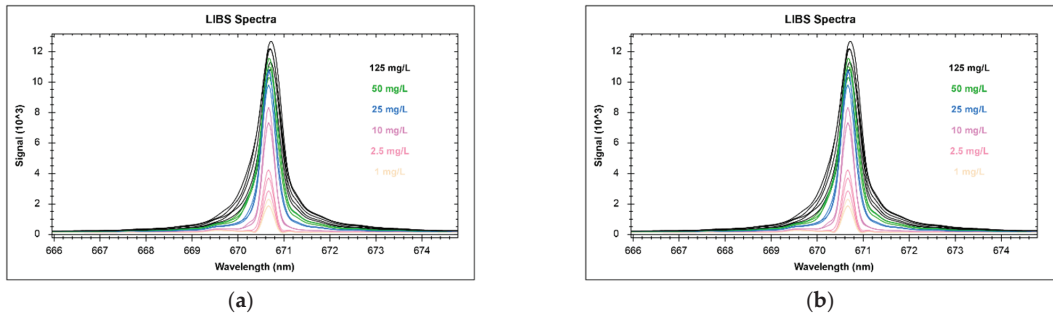 LIBS Spectra
Signal (10^3)
12
10
8
6
4
2
0
125 mg/L
50 mg/L
25 mg/L
10 mg/L
2.5 mg/L
1 mg/L
666 667 668 669 670 671 672 673 674
Wavelength (nm)
(a)
LIBS Spectra
Signal (10^3)
12
10
8
6
4
2
0
125 mg/L
50 mg/L
25 mg/L
10 mg/L
2.5 mg/L
1 mg/L
666 667 668 669 670 671 672 673 674
Wavelength (nm)
(b)